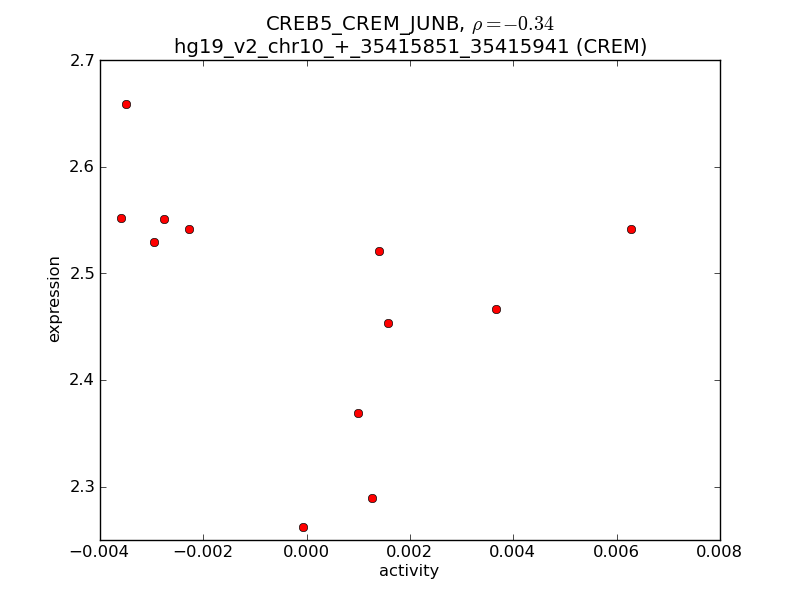 CREB5_CREM_JUNB, ρ=−0.34
hg19_v2_chr10_+_35415851_35415941 (CREM)
2.7
2.6
2.5
2.4
2.3
expression
−0.004 −0.002 0.000 0.002 0.004 0.006 0.008
activity